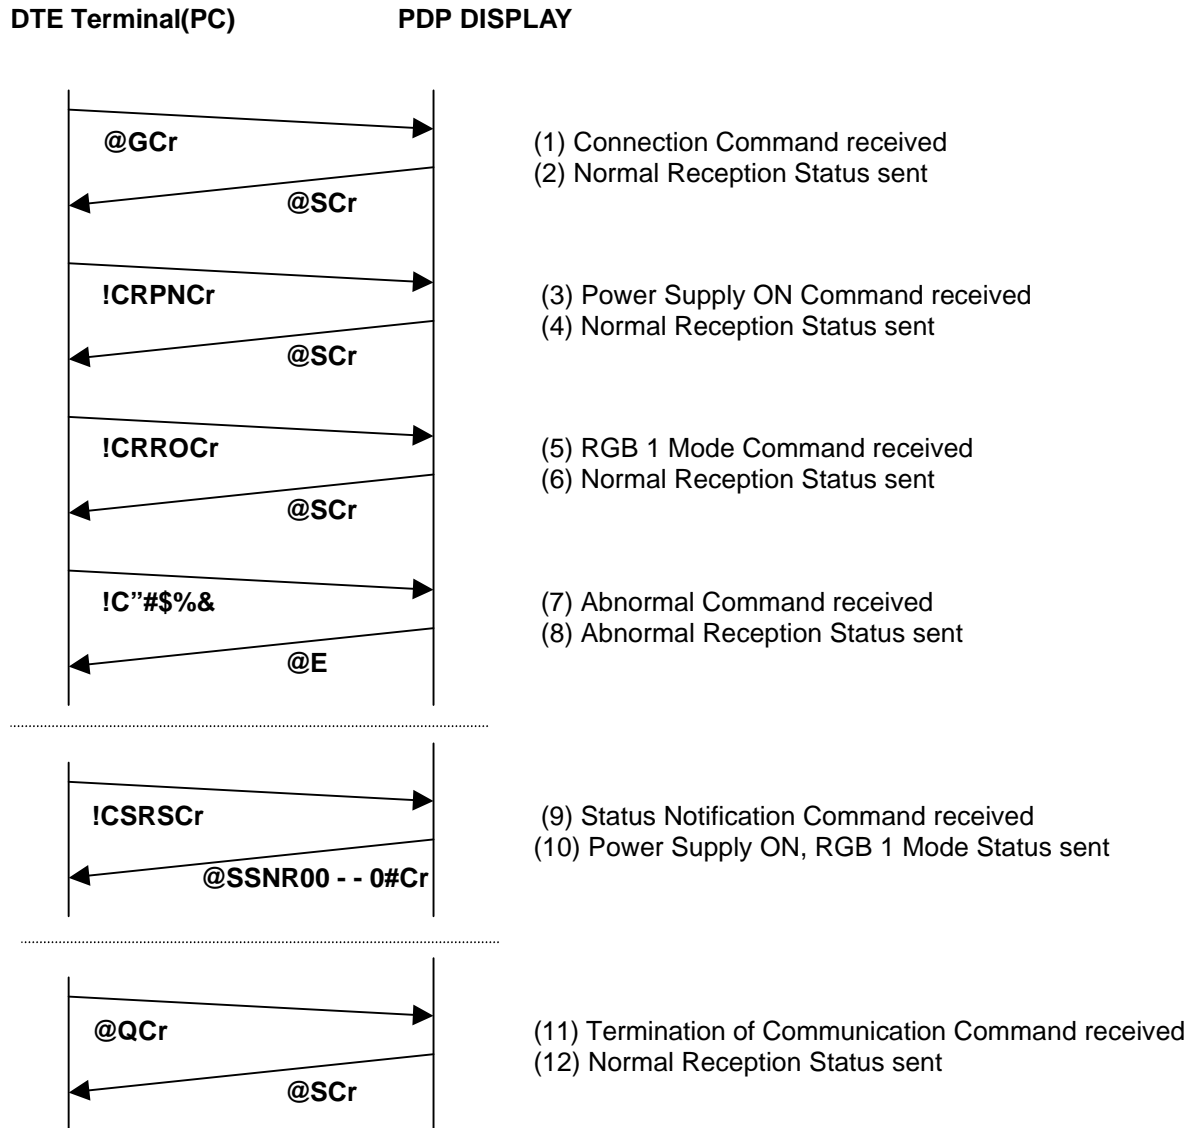 DTE Terminal(PC) PDP DISPLAY
@GCr
(1) Connection Command received
(2) Normal Reception Status sent
@SCr
!CRPNCr
(3) Power Supply ON Command received
(4) Normal Reception Status sent
@SCr
!CRROCr
(5) RGB 1 Mode Command received
(6) Normal Reception Status sent
@SCr
!C”#$%&
(7) Abnormal Command received
(8) Abnormal Reception Status sent
@E
!CSRSCr
(9) Status Notification Command received
(10) Power Supply ON, RGB 1 Mode Status sent
@SSNR00 - - 0#Cr
@QCr
(11) Termination of Communication Command received
(12) Normal Reception Status sent
@SCr